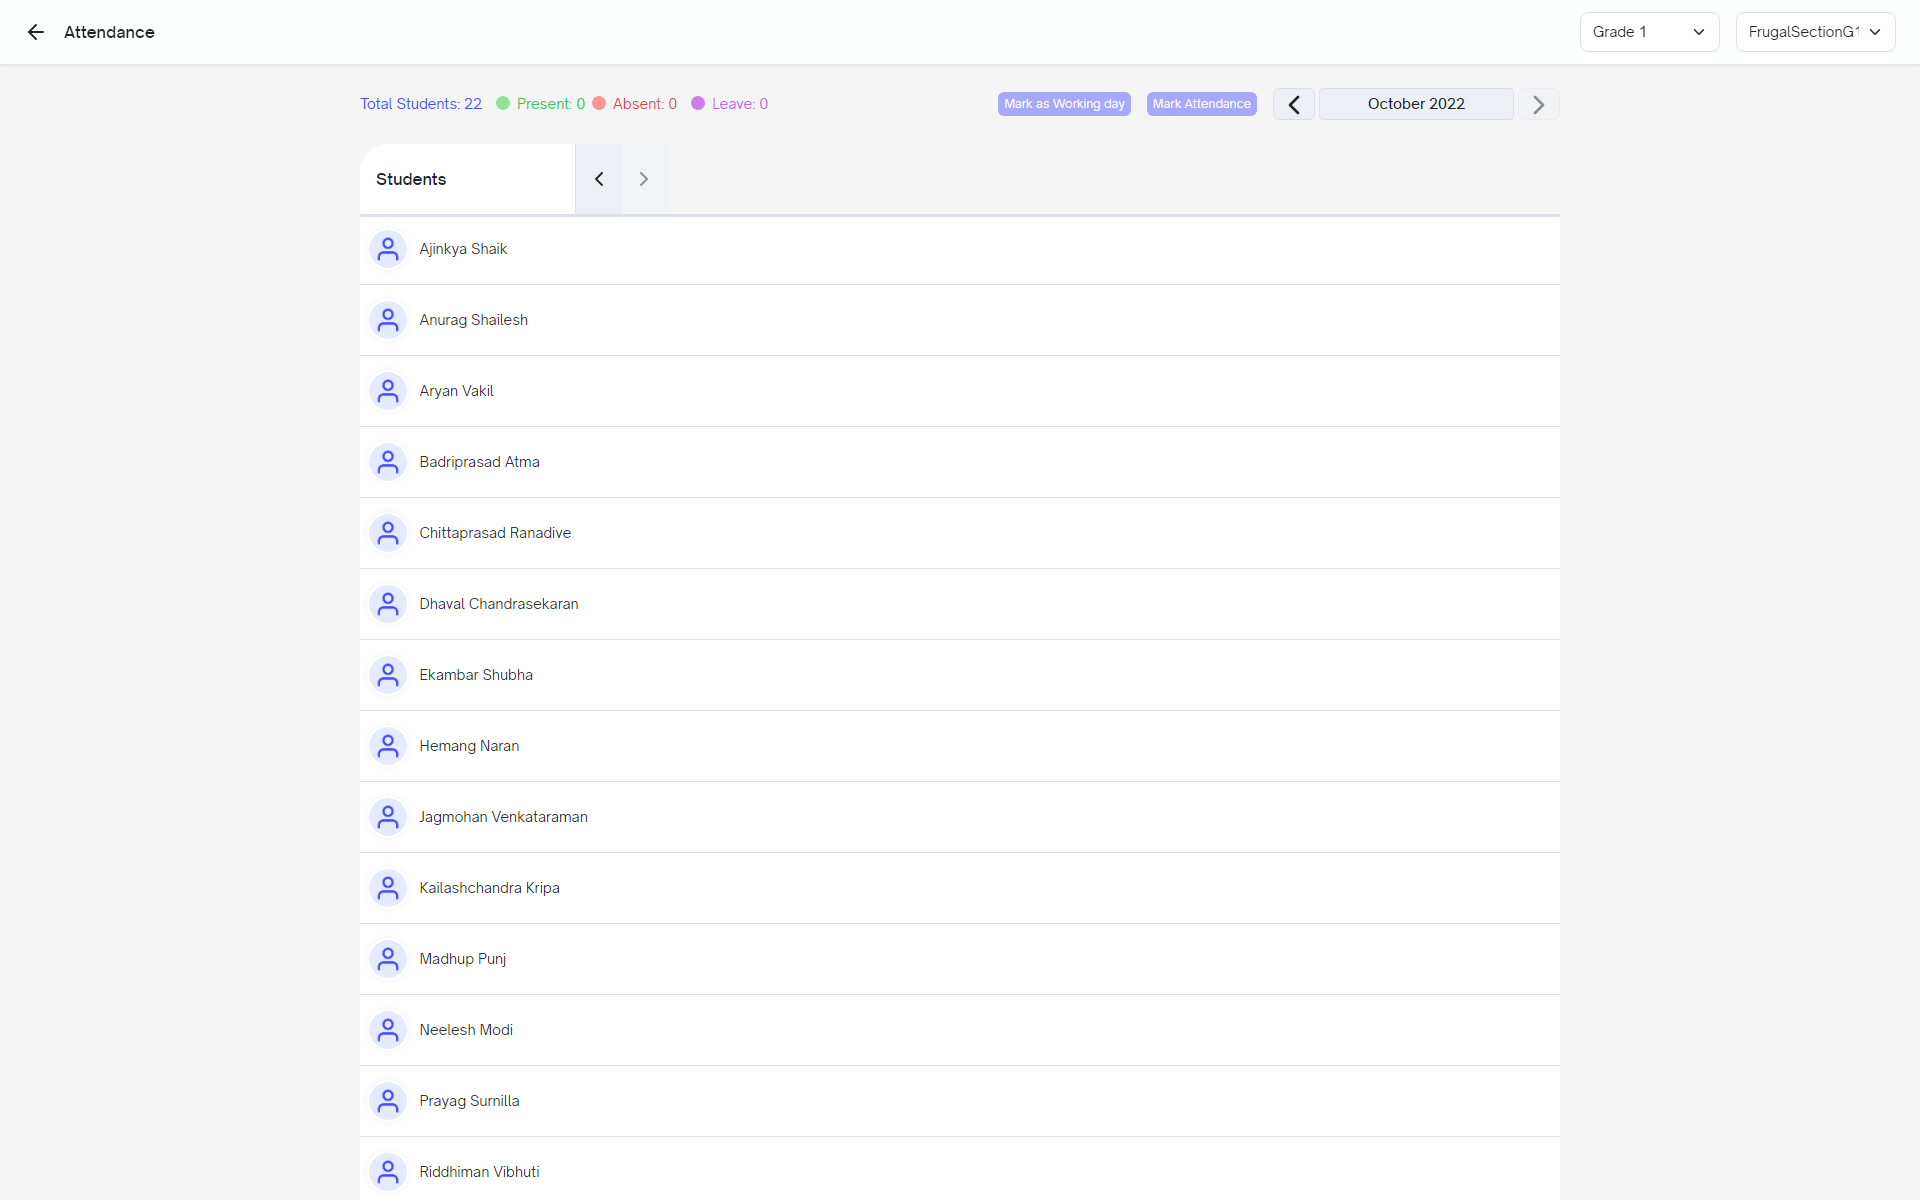 Attendance
Grade 1
FrugalSectionG1
Total Students: 22
Present: 0
Absent: 0
Leave: 0
Mark as Working day
Mark Attendance
October 2022
Students
Ajinkya Shaik
Anurag Shailesh
Aryan Vakil
Badriprasad Atma
Chittaprasad Ranadive
Dhaval Chandrasekaran
Ekambar Shubha
Hemang Naran
Jagmohan Venkataraman
Kailashchandra Kripa
Madhup Punj
Neelesh Modi
Prayag Surnilla
Riddhiman Vibhuti